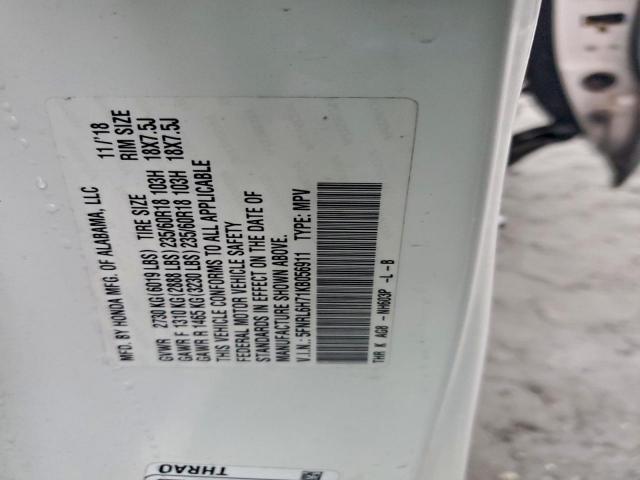 MFD. BY HONDA MFG. OF ALABAMA, LLC 11/'18
GVWR 2730 KG (6019 LBS) TIRE SIZE RIM SIZE
GAWR F 1310 KG (2888 LBS) 235/60R18 103H 18X7.5J
GAWR R 1465 KG (3230 LBS) 235/60R18 103H 18X7.5J
THIS VEHICLE CONFORMS TO ALL APPLICABLE
FEDERAL MOTOR VEHICLE SAFETY
STANDARDS IN EFFECT ON THE DATE OF
MANUFACTURE SHOWN ABOVE.
V.I.N.: 5FNRL6H71KB056911 TYPE: MPV
THR K AGB -NH603P -L-B
THRA0